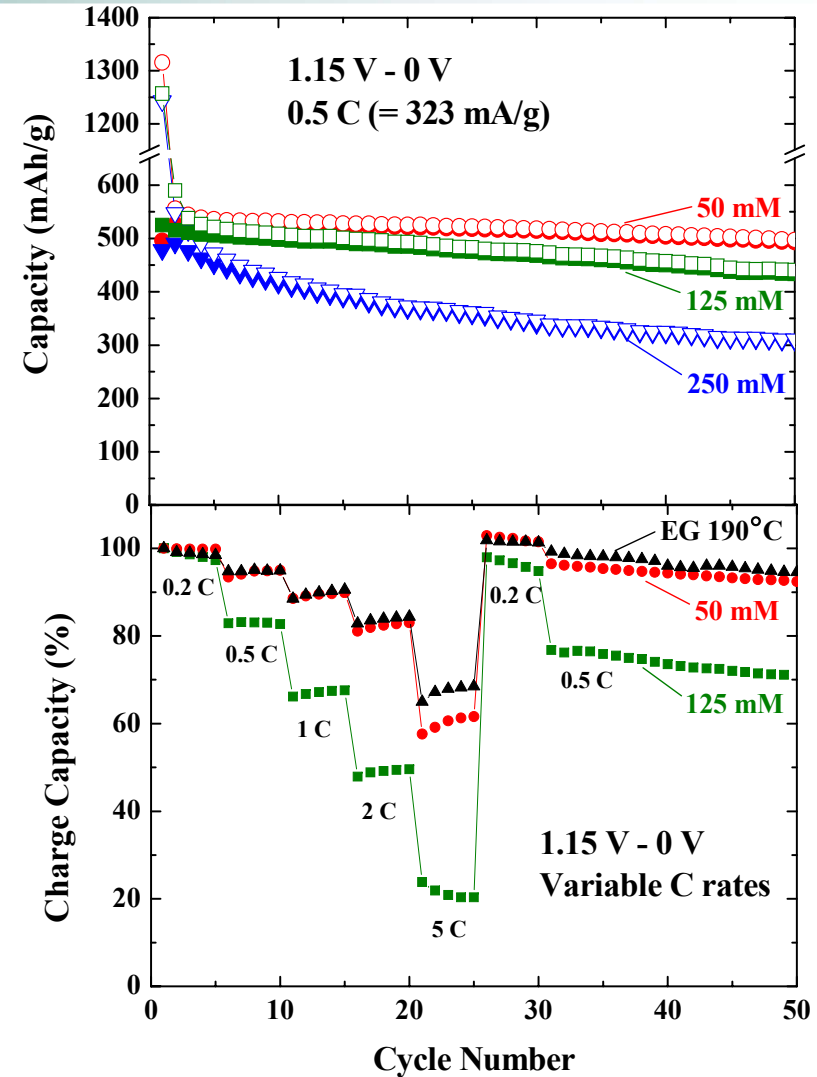 1400
1300
1200
600
500
400
300
200
100
0
Capacity (mAh/g)
1.15 V - 0 V
0.5 C (= 323 mA/g)
50 mM
125 mM
250 mM
100
80
60
40
20
0
Charge Capacity (%)
EG 190°C
0.2 C
0.2 C
50 mM
0.5 C
0.5 C
125 mM
1 C
2 C
1.15 V - 0 V
Variable C rates
5 C
0
10
20
30
40
50
Cycle Number